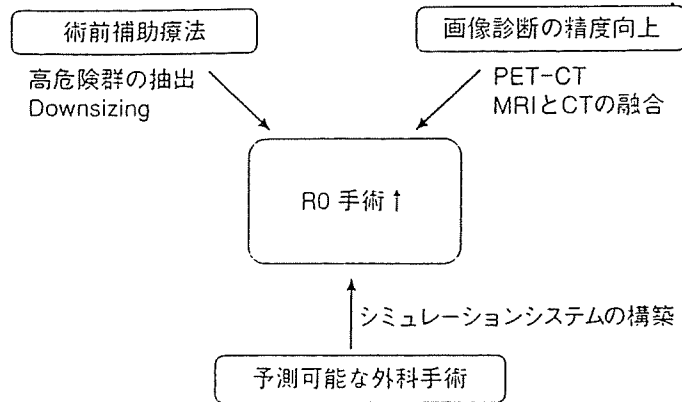 術前補助療法
高危険群の抽出
Downsizing
画像診断の精度向上
PET-CT
MRIとCTの融合
R0 手術↑
シミュレーションシステムの構築
予測可能な外科手術